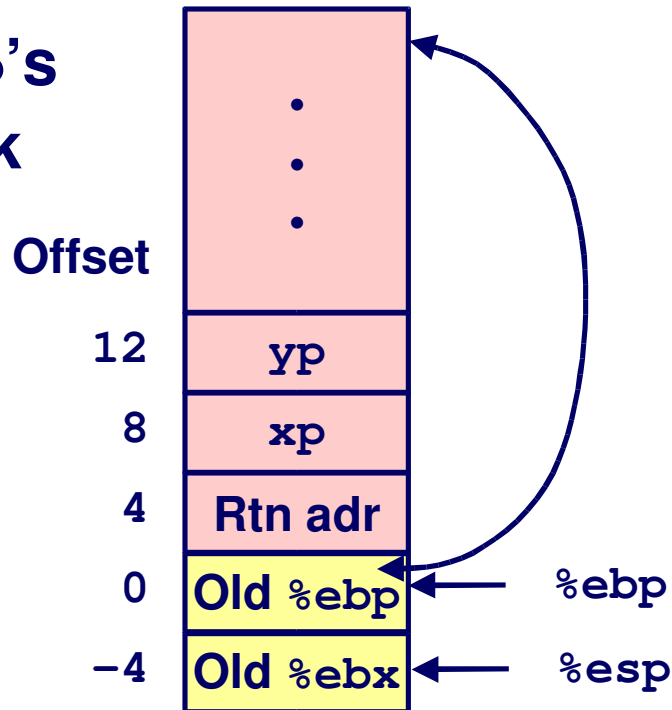 's
k
Offset
12 yp
8 xp
4 Rtn adr
0 Old %ebp %ebp
-4 Old %ebx %esp